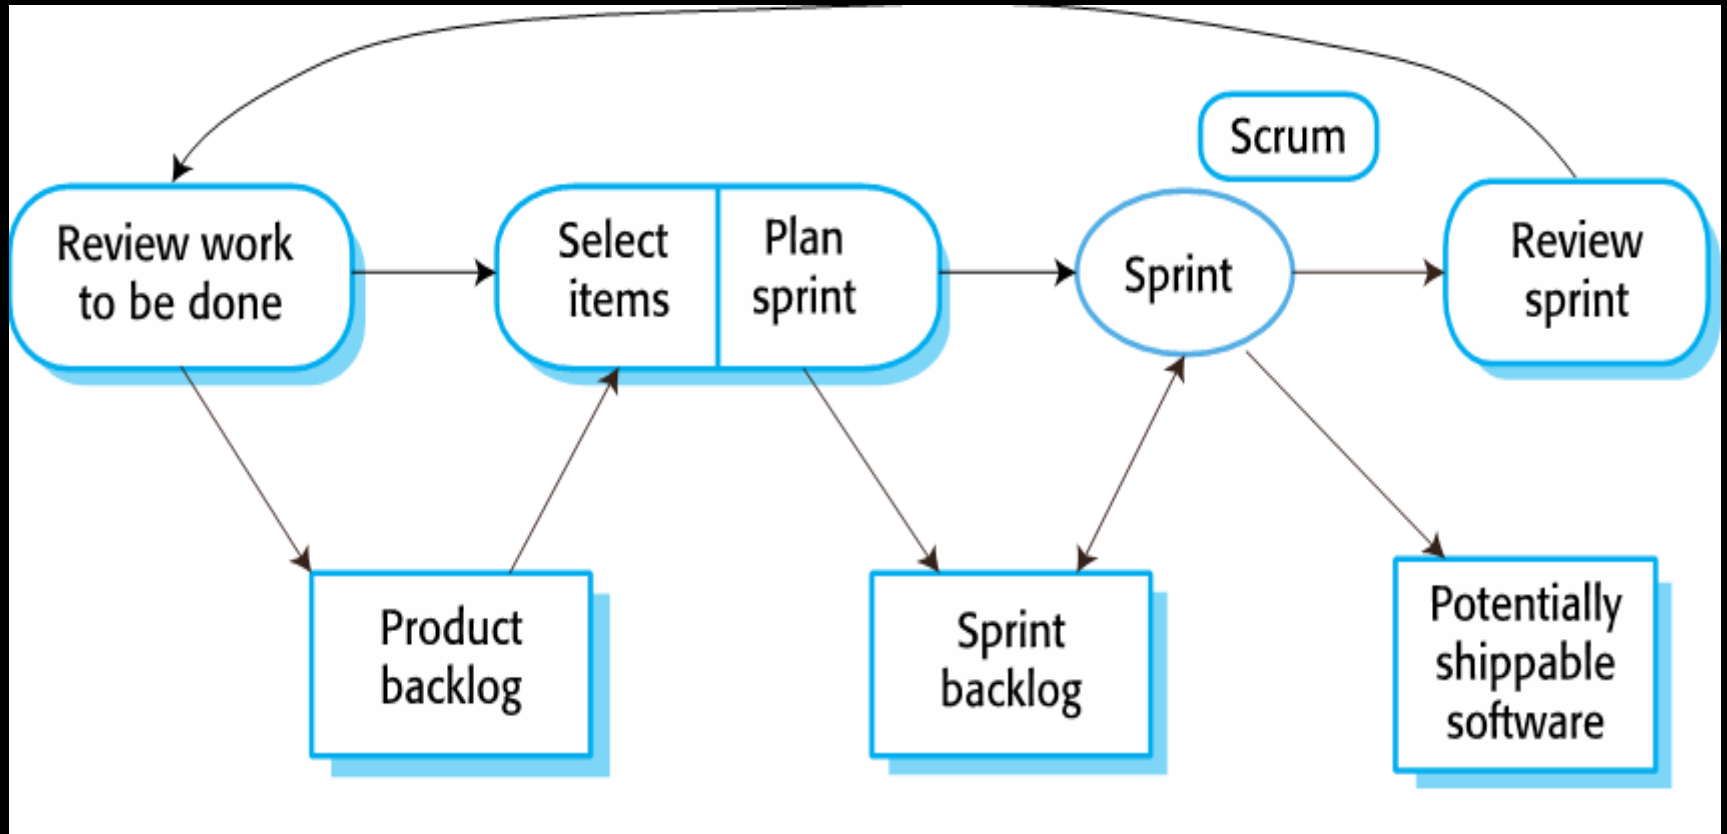 Scrum
Review work
to be done
Select
items
Plan
sprint
Sprint
Review
sprint
Product
backlog
Sprint
backlog
Potentially
shippable
software